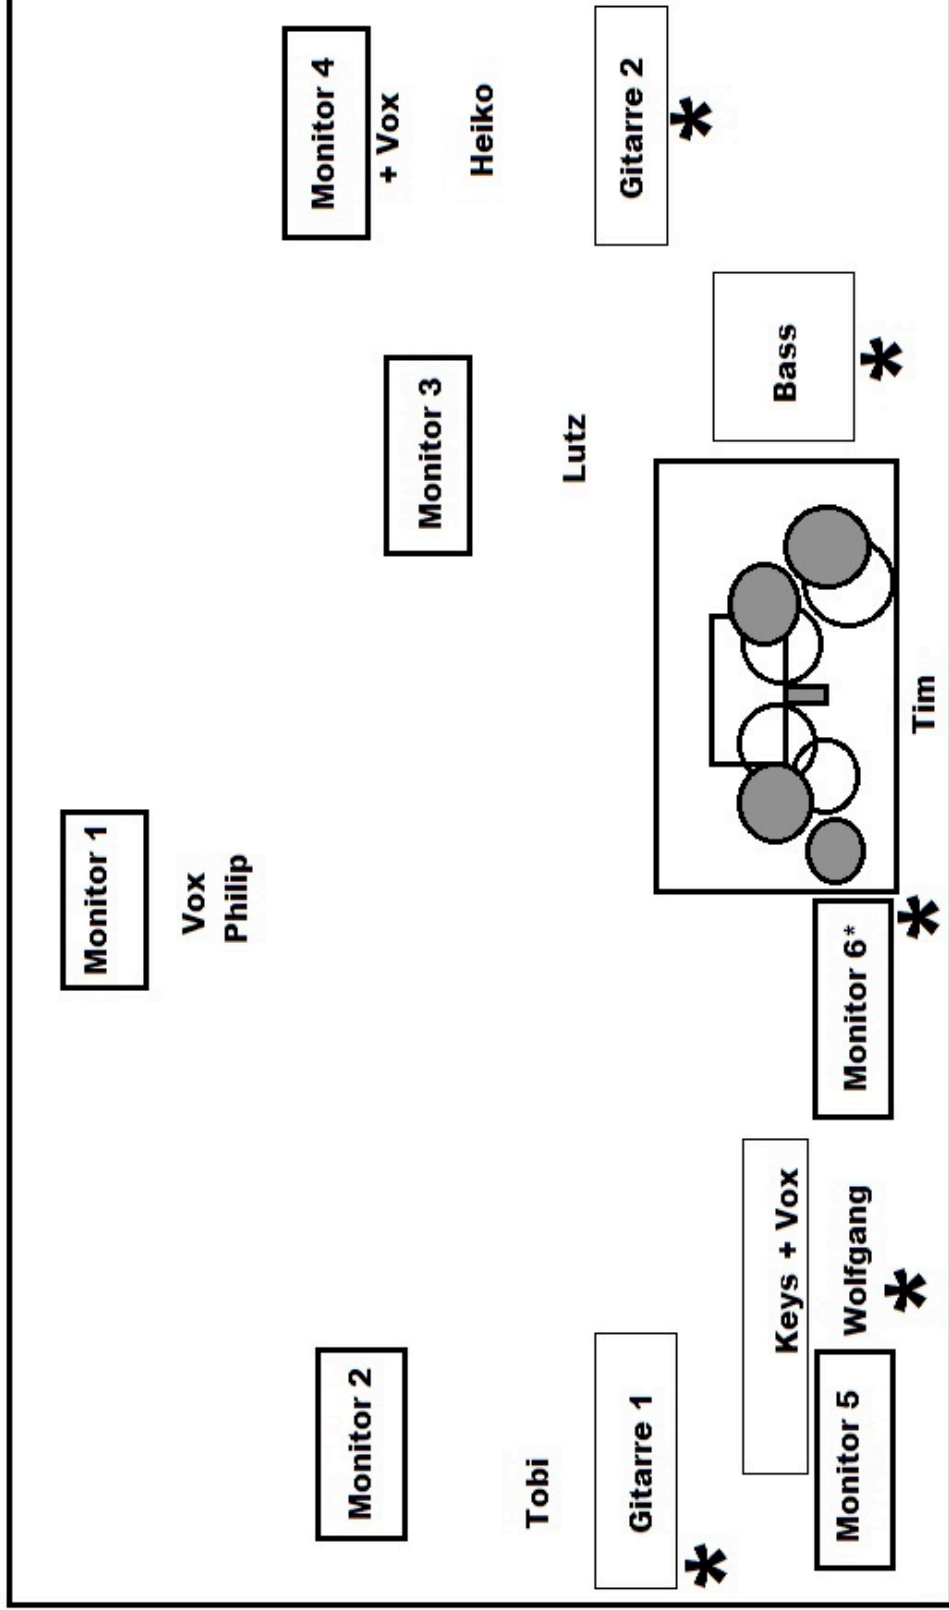 Monitor 1
Vox
Philip
Monitor 2
Monitor 4
+ Vox
Monitor 3
Tobi
Lutz
Heiko
Gitarre 1
Gitarre 2
Keys + Vox
Bass
Monitor 5
Wolfgang
Monitor 6*
Tim
*
*
*
*
*